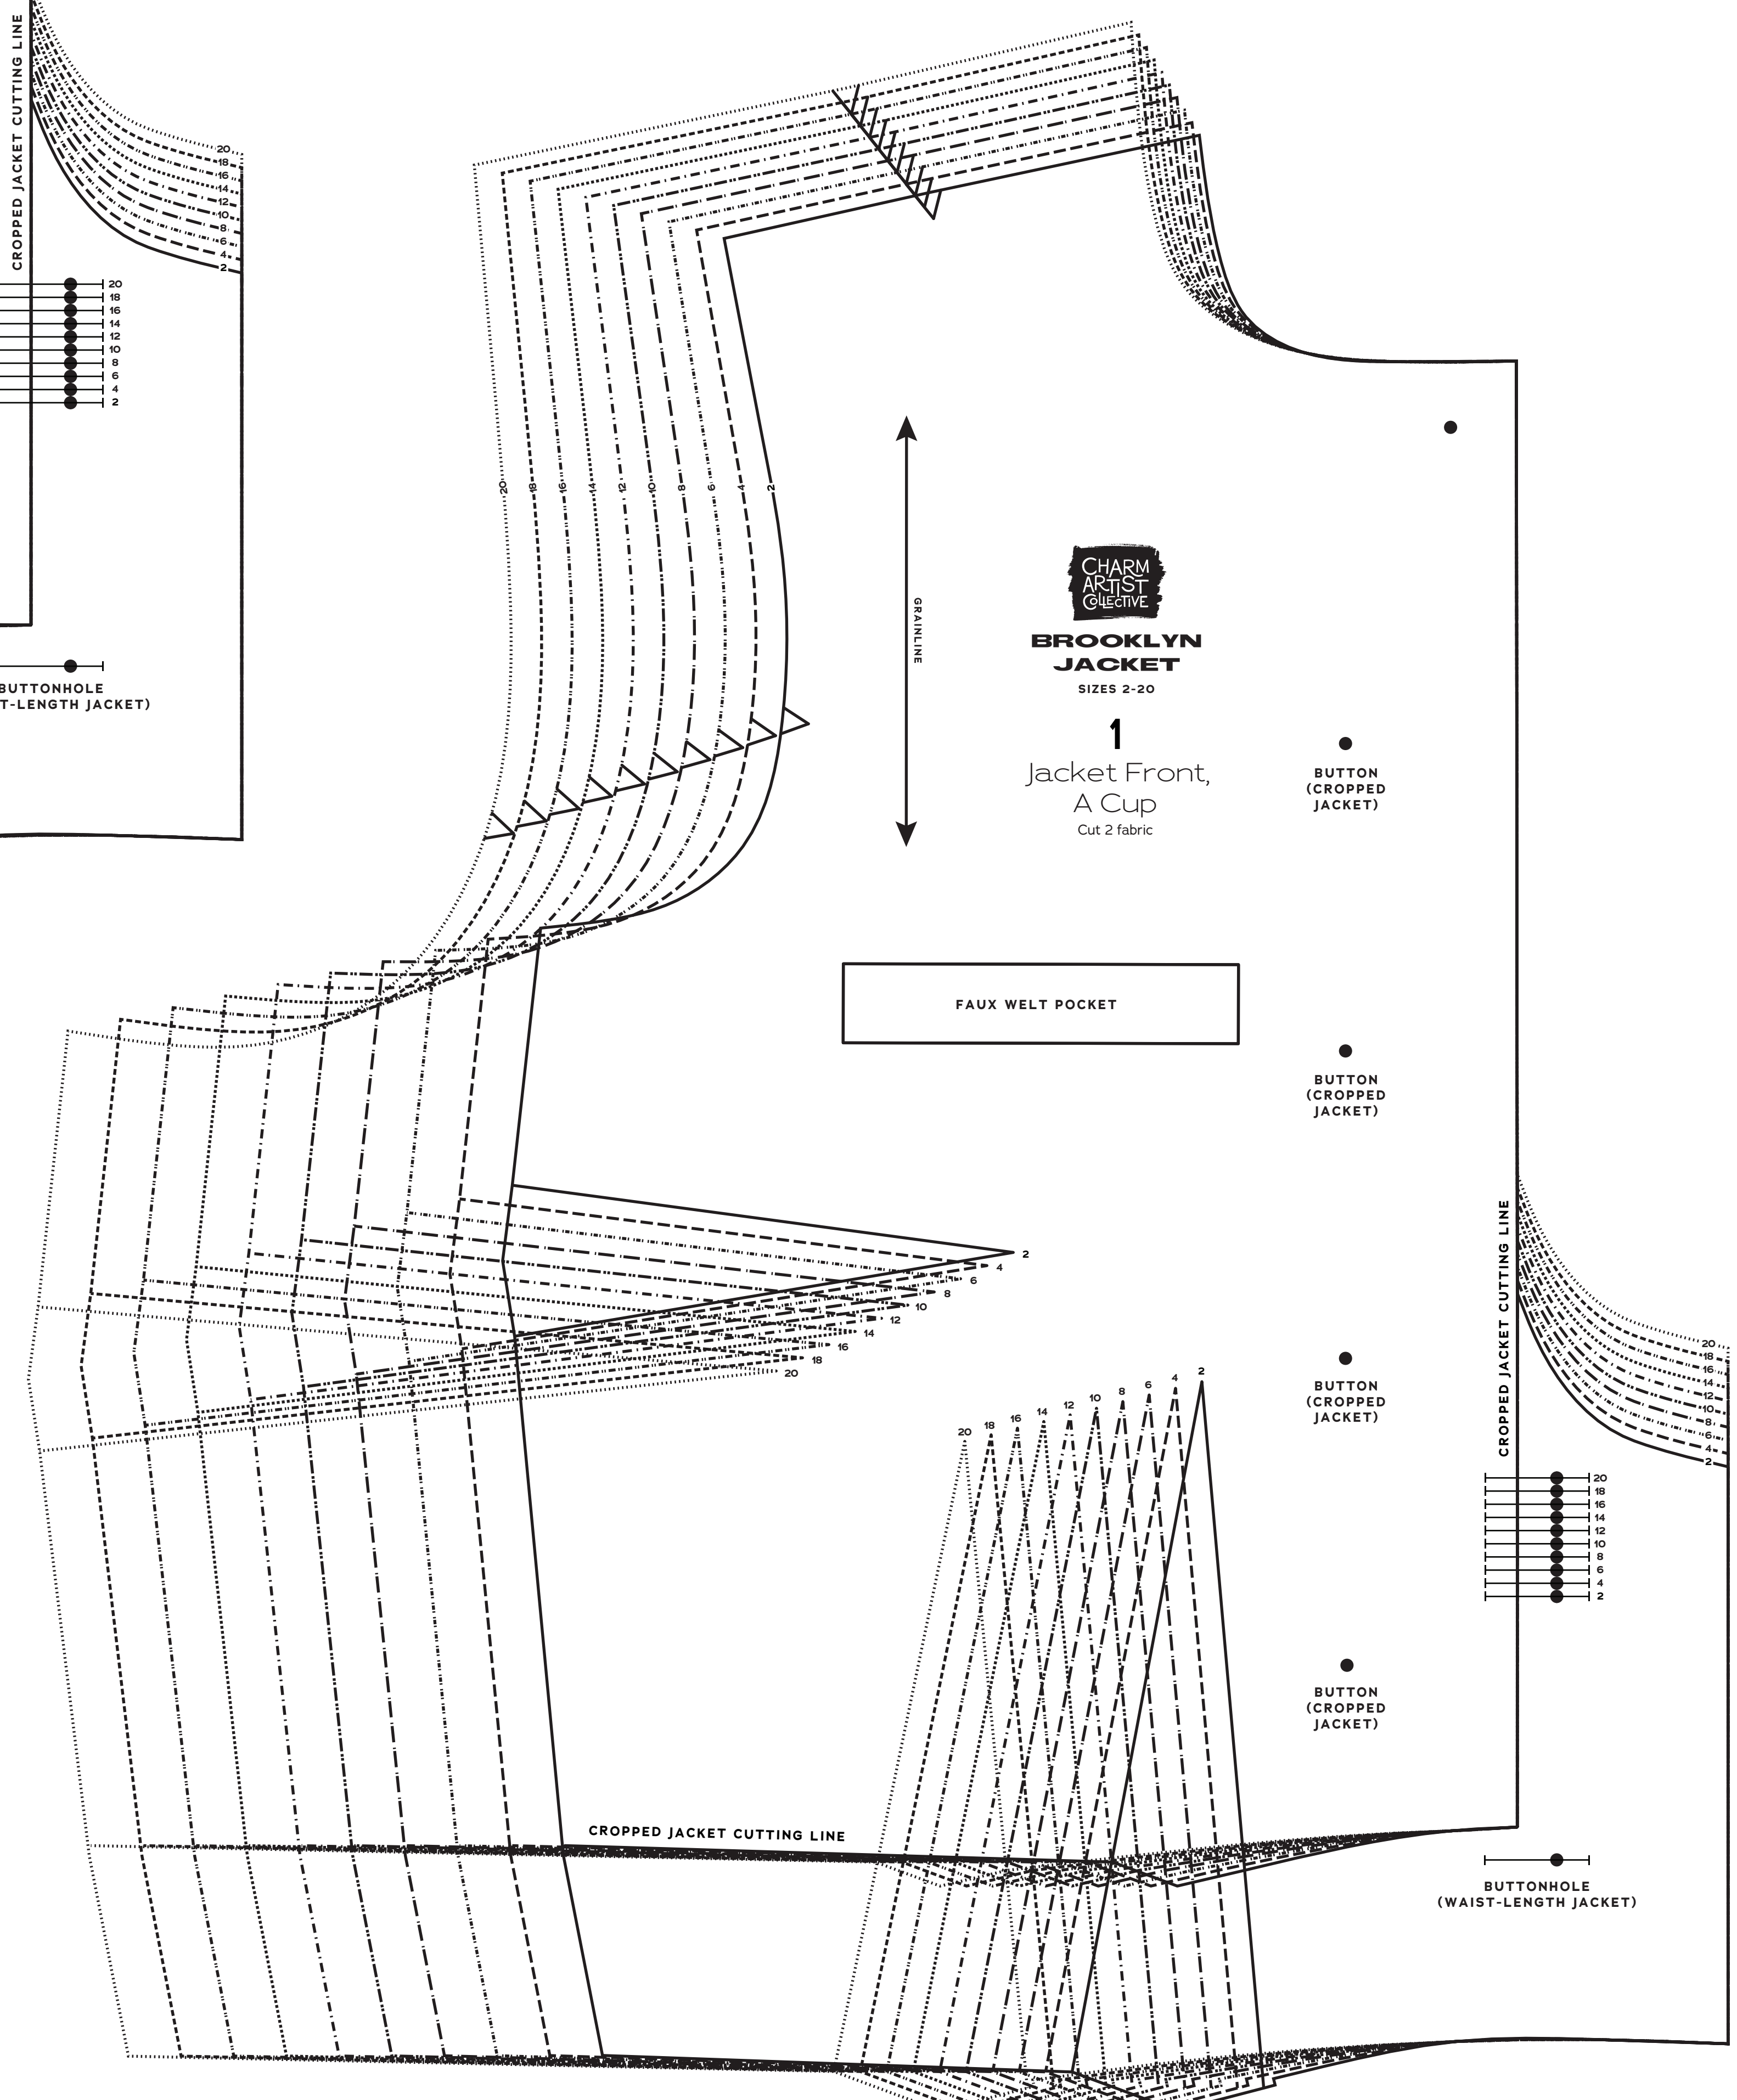 CROPPED JACKET CUTTING LINE
20
18
16
14
12
10
8
6
4
2
20
18
16
14
12
10
8
6
4
2
BUTTONHOLE
T-LENGTH JACKET)
20
18
16
14
12
10
8
6
4
2
GRAINLINE
CHARM
ARTIST
COLLECTIVE
BROOKLYN
JACKET
SIZES 2-20
1
Jacket Front,
A Cup
Cut 2 fabric
BUTTON
(CROPPED
JACKET)
FAUX WELT POCKET
BUTTON
(CROPPED
JACKET)
CROPPED JACKET CUTTING LINE
2
4
6
8
10
12
14
16
18
20
BUTTON
(CROPPED
JACKET)
20
18
16
14
12
10
8
6
4
2
20
18
16
14
12
10
8
6
4
2
20
18
16
14
12
10
8
6
4
2
BUTTON
(CROPPED
JACKET)
CROPPED JACKET CUTTING LINE
BUTTONHOLE
(WAIST-LENGTH JACKET)